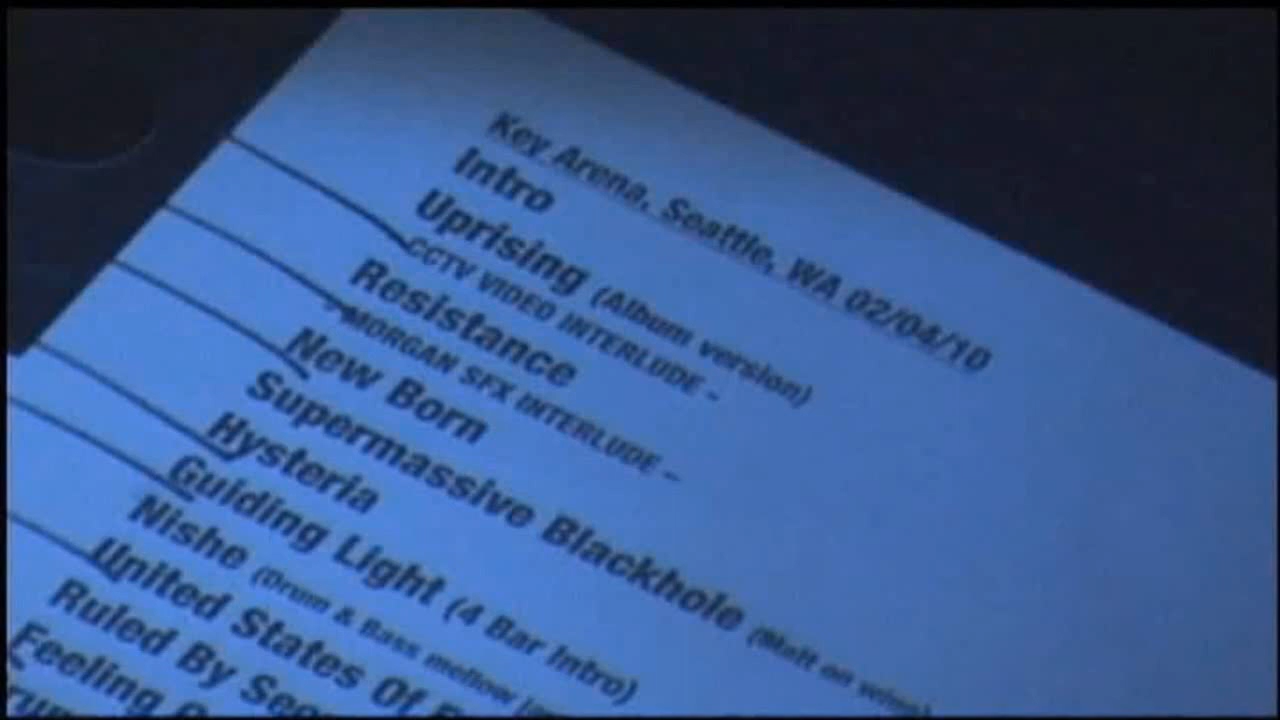 Key Arena, Seattle, WA 02/04/10
Intro
Uprising (Album version)
CCTV VIDEO INTERLUDE -
Resistance
- MORGAN SFX INTERLUDE -
New Born
Supermassive Blackhole (Matt on
Hysteria
Guiding Light (4 Bar Intro)
Nishe (Drum & Bass mellow
United States Of
Ruled By
Feeling